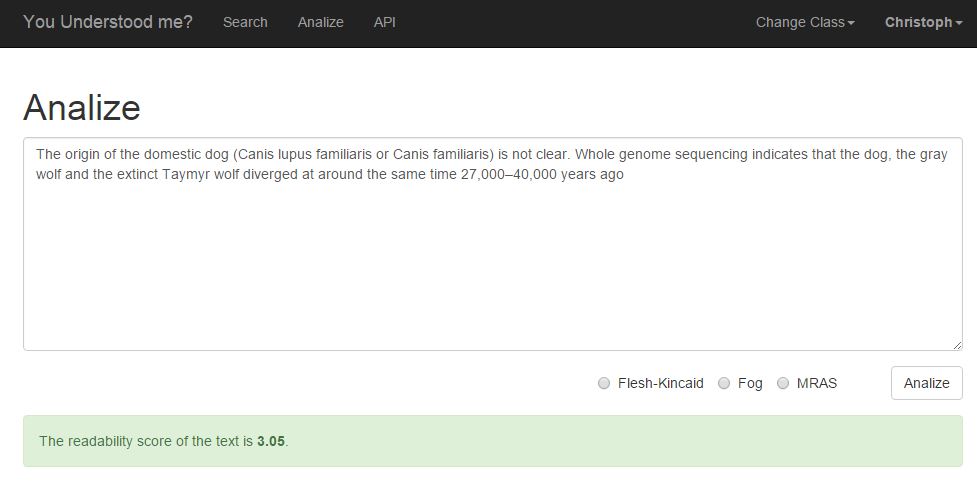 You Understood me? Search Analize API Change Class Christoph
Analize
The origin of the domestic dog (Canis lupus familiaris or Canis familiaris) is not clear. Whole genome sequencing indicates that the dog, the gray
wolf and the extinct Taymyr wolf diverged at around the same time 27,000–40,000 years ago
Flesh-Kincaid Fog MRAS Analize
The readability score of the text is 3.05.